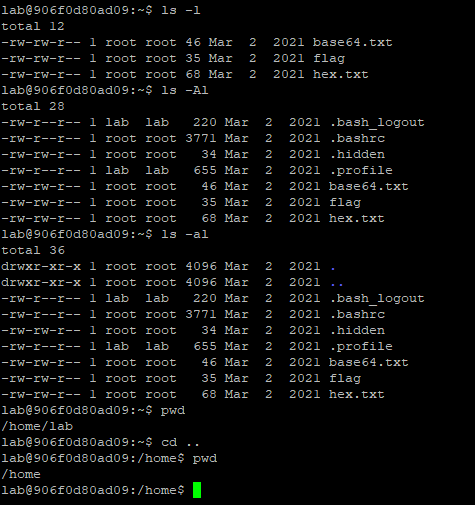 lab@906f0d80ad09:~$ ls -l
total 12
-rw-rw-r-- 1 root root 46 Mar  2  2021 base64.txt
-rw-rw-r-- 1 root root 35 Mar  2  2021 flag
-rw-rw-r-- 1 root root 68 Mar  2  2021 hex.txt
lab@906f0d80ad09:~$ ls -Al
total 28
-rw-r--r-- 1 lab  lab   220 Mar  2  2021 .bash_logout
-rw-rw-r-- 1 root root 3771 Mar  2  2021 .bashrc
-rw-rw-r-- 1 root root   34 Mar  2  2021 .hidden
-rw-r--r-- 1 lab  lab   655 Mar  2  2021 .profile
-rw-rw-r-- 1 root root   46 Mar  2  2021 base64.txt
-rw-rw-r-- 1 root root   35 Mar  2  2021 flag
-rw-rw-r-- 1 root root   68 Mar  2  2021 hex.txt
lab@906f0d80ad09:~$ ls -al
total 36
drwxr-xr-x 1 root root 4096 Mar  2  2021 .
drwxr-xr-x 1 root root 4096 Mar  2  2021 ..
-rw-r--r-- 1 lab  lab   220 Mar  2  2021 .bash_logout
-rw-rw-r-- 1 root root 3771 Mar  2  2021 .bashrc
-rw-rw-r-- 1 root root   34 Mar  2  2021 .hidden
-rw-r--r-- 1 lab  lab   655 Mar  2  2021 .profile
-rw-rw-r-- 1 root root   46 Mar  2  2021 base64.txt
-rw-rw-r-- 1 root root   35 Mar  2  2021 flag
-rw-rw-r-- 1 root root   68 Mar  2  2021 hex.txt
lab@906f0d80ad09:~$ pwd
/home/lab
lab@906f0d80ad09:~$ cd ..
lab@906f0d80ad09:/home$ pwd
/home
lab@906f0d80ad09:/home$